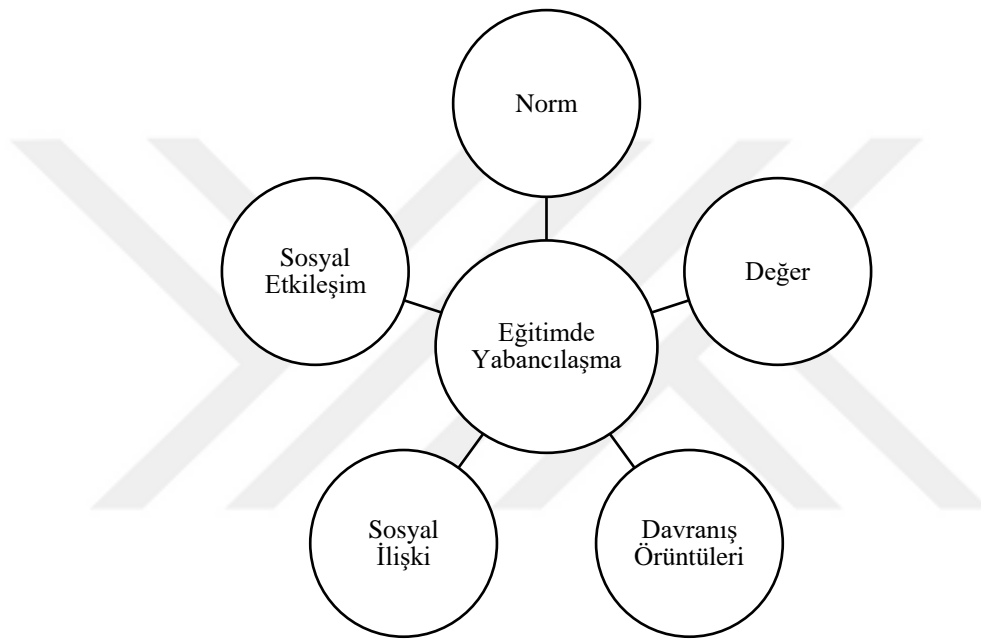 Norm
Sosyal
Etkileşim
Değer
Eğitimde
Yabancılaşma
Sosyal
İlişki
Davranış
Örüntüleri